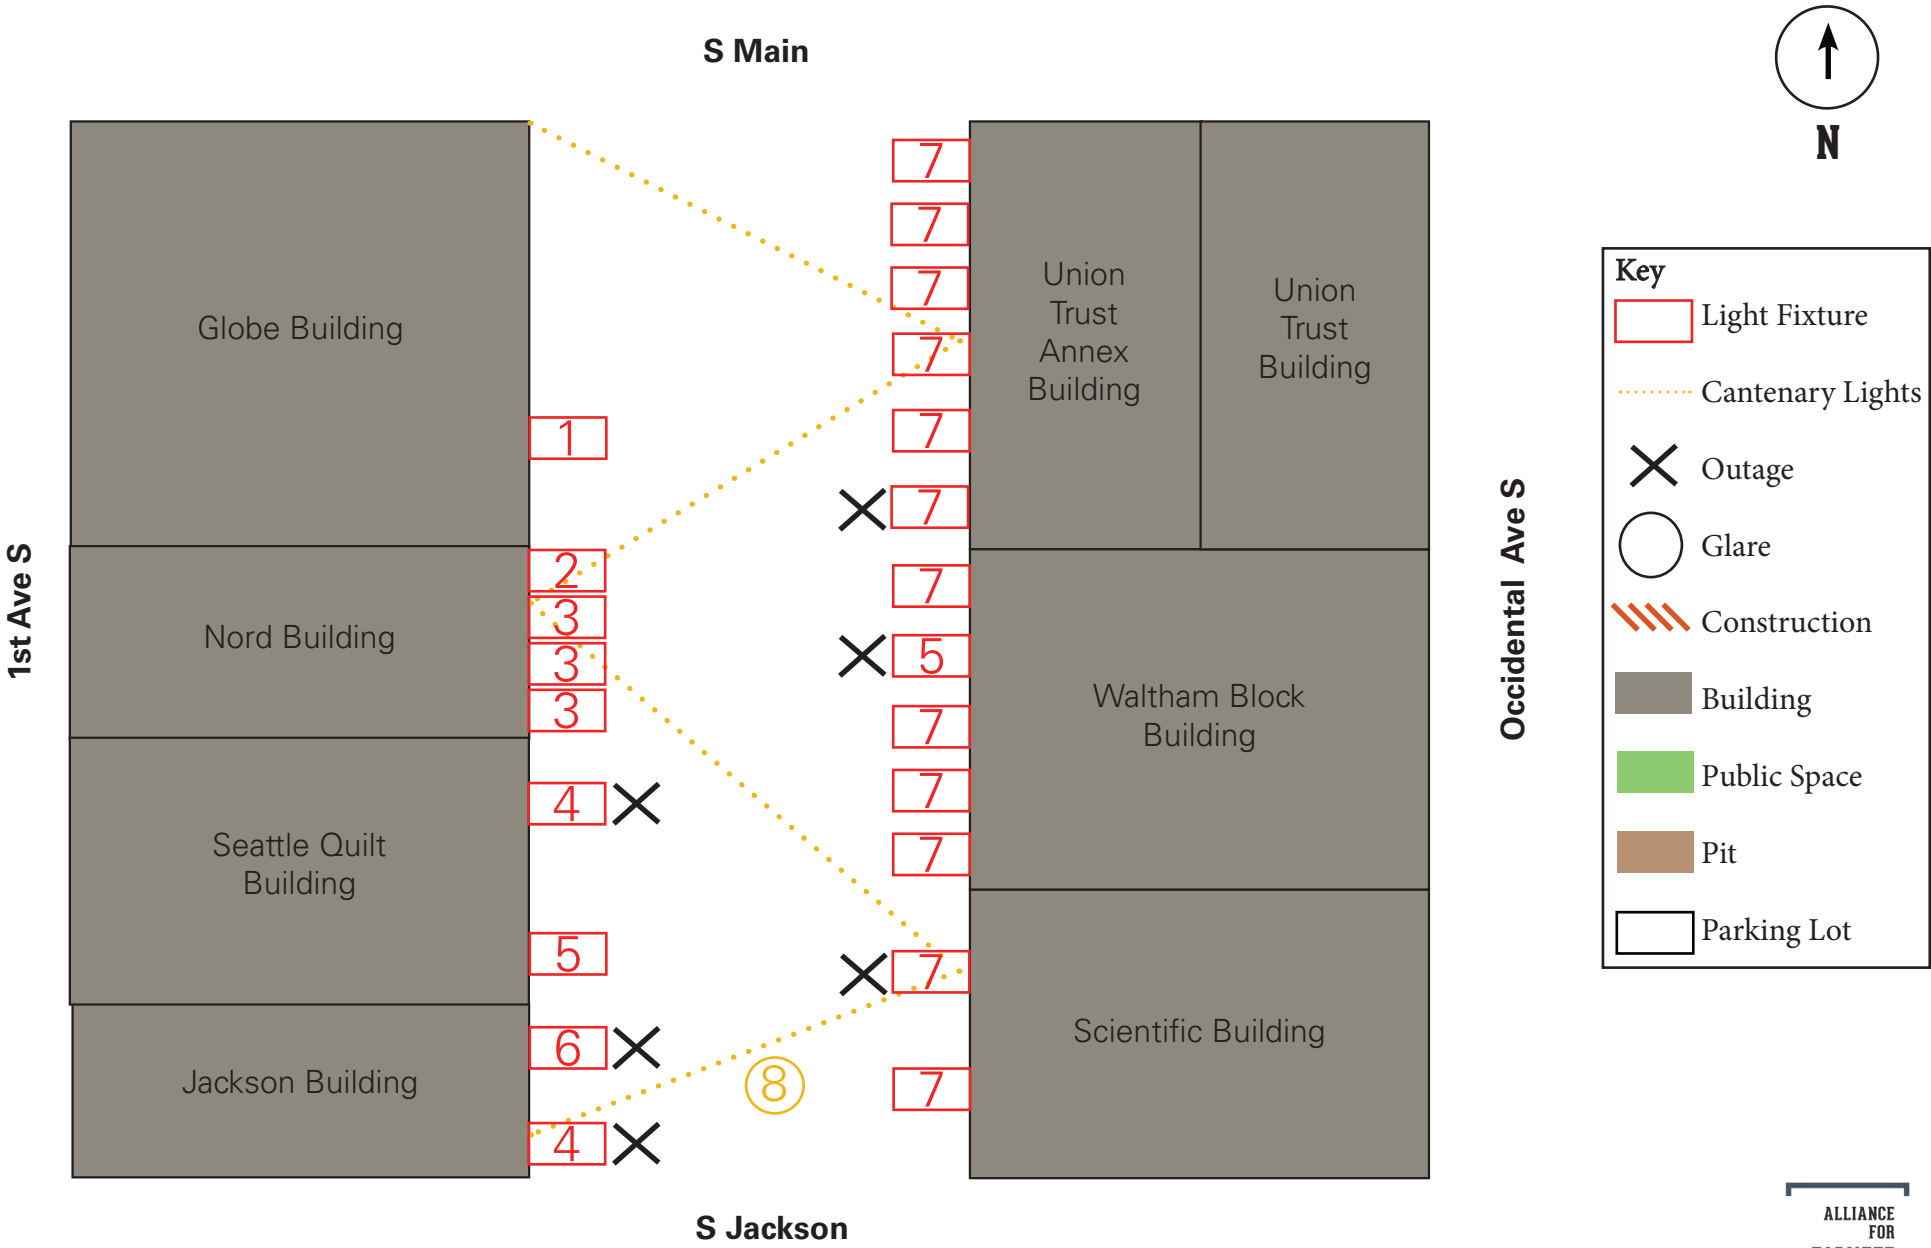 S Main
N
Globe Building
1
Nord Building
2
3
3
3
Seattle Quilt
Building
4
5
Jackson Building
6
4
8
7
7
7
7
7
7
7
5
7
7
7
7
7
Union
Trust
Annex
Building
Union
Trust
Building
Waltham Block
Building
Scientific Building
1st Ave S
Occidental Ave S
S Jackson
Key
Light Fixture
Cantenary Lights
Outage
Glare
Construction
Building
Public Space
Pit
Parking Lot
ALLIANCE
FOR